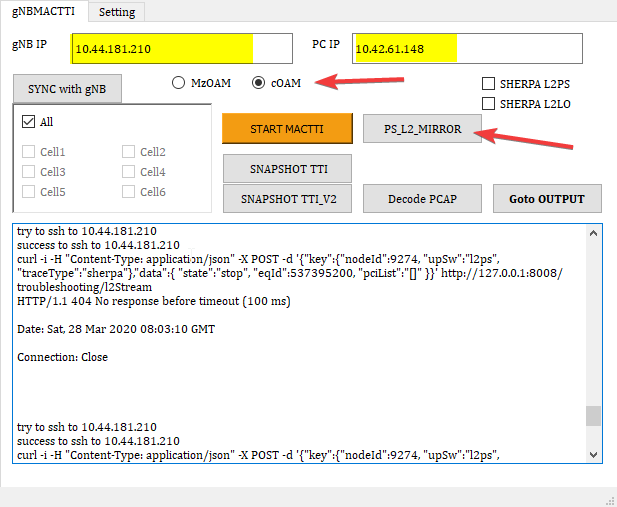 gNBMACTTI Setting
gNB IP 10.44.181.210 PC IP 10.42.61.148
SYNC with gNB MzOAM cOAM SHERPA L2PS
SHERPA L2LO
All
Cell1 Cell2
Cell3 Cell4
Cell5 Cell6
START MACTTI PS_L2_MIRROR
SNAPSHOT TTI
SNAPSHOT TTI_V2 Decode PCAP Goto OUTPUT
try to ssh to 10.44.181.210
success to ssh to 10.44.181.210
curl -i -H "Content-Type: application/json" -X POST -d '{"key":{"nodeId":9274, "upSw":"l2ps",
"traceType":"sherpa"},"data":{ "state":"stop", "eqId":537395200, "pciList":"[]" }}' http://127.0.0.1:8008/
troubleshooting/l2Stream
HTTP/1.1 404 No response before timeout (100 ms)
Date: Sat, 28 Mar 2020 08:03:10 GMT
Connection: Close
try to ssh to 10.44.181.210
success to ssh to 10.44.181.210
curl -i -H "Content-Type: application/json" -X POST -d '{"key":{"nodeId":9274, "upSw":"l2ps",